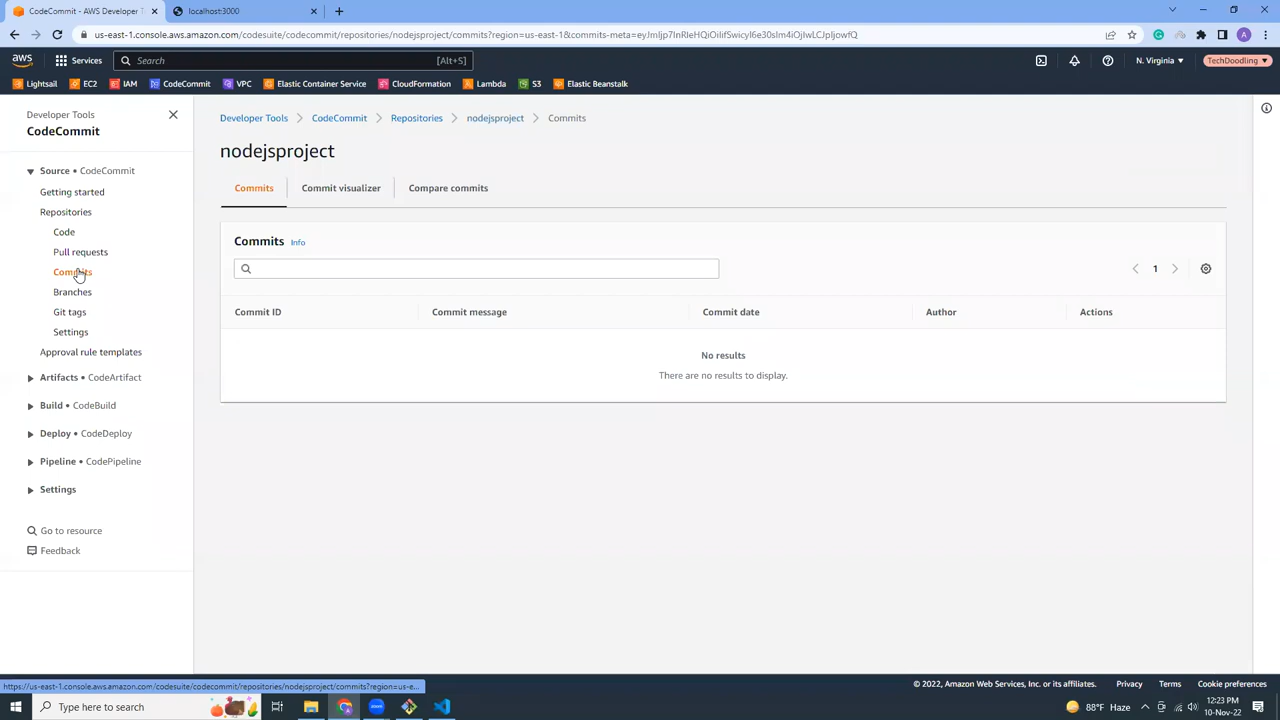 CodeCommit - AWS Developer T
localhost:3000
us-east-1.console.aws.amazon.com/codesuite/codecommit/repositories/nodejsproject/commits?region=us-east-1&commits-meta=
A
aws
Services
Search
[Alt+S]
N. Virginia
TechDoodling
Lightsail
EC2
IAM
CodeCommit
VPC
Elastic Container Service
CloudFormation
Lambda
S3
Elastic Beanstalk
Developer Tools
CodeCommit
Source • CodeCommit
Getting started
Repositories
Code
Pull requests
Commits
Branches
Git tags
Settings
Approval rule templates
Artifacts • CodeArtifact
Build • CodeBuild
Deploy • CodeDeploy
Pipeline • CodePipeline
Settings
Go to resource
Feedback
Developer Tools
CodeCommit
Repositories
nodejsproject
Commits
nodejsproject
Commits
Commit visualizer
Compare commits
Commits Info
1
Commit ID
Commit message
Commit date
Author
Actions
No results
There are no results to display.
https://us-east-1.console.aws.amazon.com/codesuite/codecommit/repositories/nodejsproject/commits?region=us-e...
© 2022, Amazon Web Services, Inc. or its affiliates.
Privacy
Terms
Cookie preferences
Type here to search
88°F Haze
12:23 PM
10-Nov-22